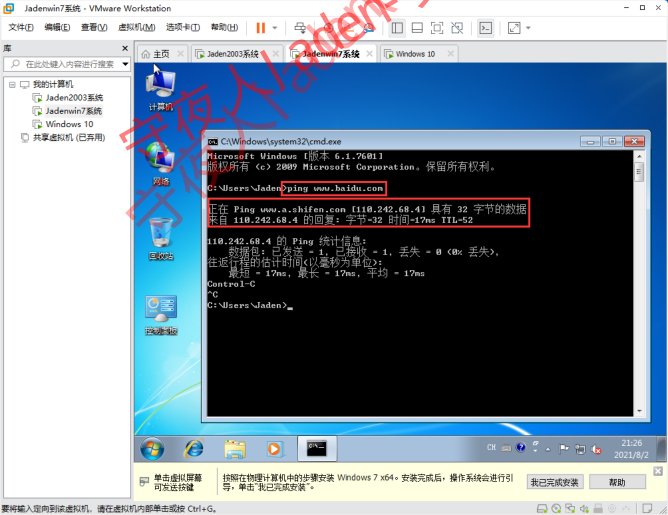 Jadenwin7系统 - VMware Workstation
文件(F) 编辑(E) 查看(V) 虚拟机(M) 选项卡(T) 帮助(H)
库
在此处键入内容进行搜索
我的计算机
Jaden2003系统
Jadenwin7系统
Windows 10
共享虚拟机 (已弃用)
主页 Jaden2003系统 Jadenwin7系统 Windows 10
守夜人/Jaden
守夜人/Jaden
计算机
网络
回收站
控制面板
C:\Windows\system32\cmd.exe
Microsoft Windows [版本 6.1.7601]
版权所有 (c) 2009 Microsoft Corporation。保留所有权利。
C:\Users\Jaden>ping www.baidu.com
正在 Ping www.a.shifen.com [110.242.68.4] 具有 32 字节的数据
来自 110.242.68.4 的回复: 字节=32 时间=17ms TTL=52
110.242.68.4 的 Ping 统计信息:
数据包: 已发送 = 1，已接收 = 1，丢失 = 0 (0% 丢失)，
往返行程的估计时间(以毫秒为单位):
最短 = 17ms，最长 = 17ms，平均 = 17ms
Control-C
^C
C:\Users\Jaden>_
CH
21:26
2021/8/2
单击虚拟屏幕
可发送按键
按照在物理计算机中的步骤安装 Windows 7 x64。安装完成后，操作系统会进行引
导，单击"我已完成安装"。
我已完成安装 帮助
要将输入定向到该虚拟机，请在虚拟机内部单击或按 Ctrl+G。